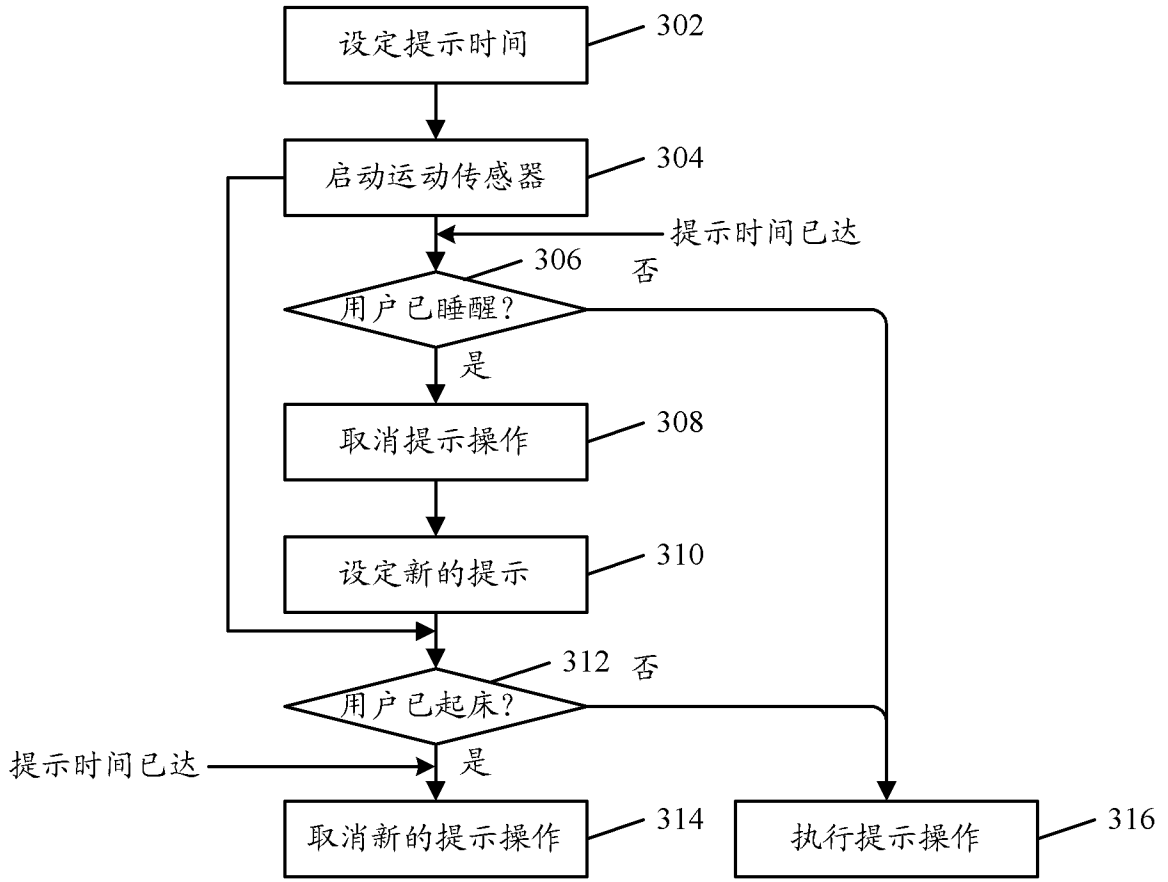 设定提示时间
302
启动运动传感器
304
提示时间已达
306
否
用户已睡醒?
是
取消提示操作
308
设定新的提示
310
312
否
用户已起床?
提示时间已达
是
取消新的提示操作
314
执行提示操作
316